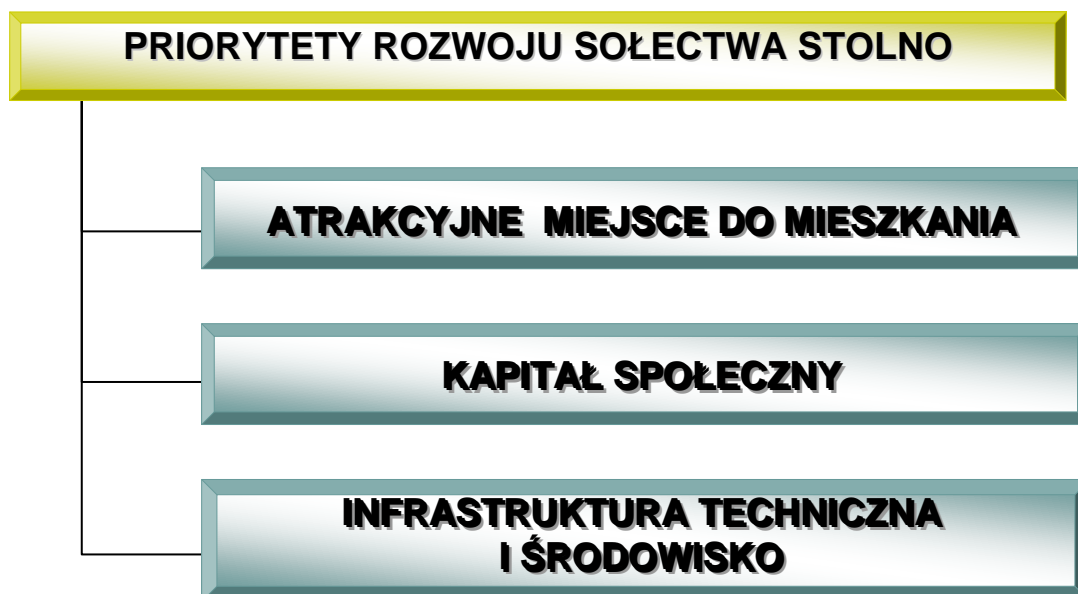 PRIORYTETY ROZWOJU SOŁECTWA STOLNO
ATRAKCYJNE MIEJSCE DO MIESZKANIA
KAPITAŁ SPOŁECZNY
INFRASTRUKTURA TECHNICZNA
I ŚRODOWISKO